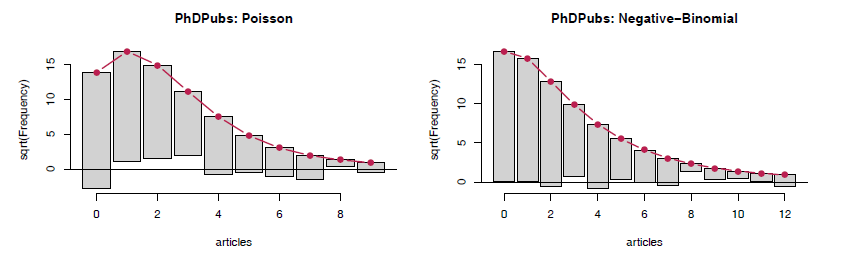 PhDPubs: Poisson
sqrt(Frequency)
15
10
5
0
0 2 4 6 8
articles
PhDPubs: Negative−Binomial
sqrt(Frequency)
15
10
5
0
0 2 4 6 8 10 12
articles